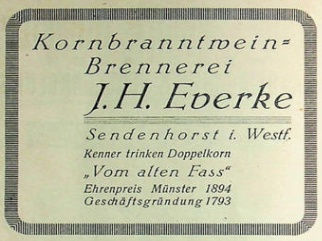 Kornbranntwein=
Brennerei
J.H. Everke
Sendenhorst i. Westf.
Kenner trinken Doppelkorn
„Vom alten Fass“
Ehrenpreis Münster 1894
Geschäftsgründung 1793